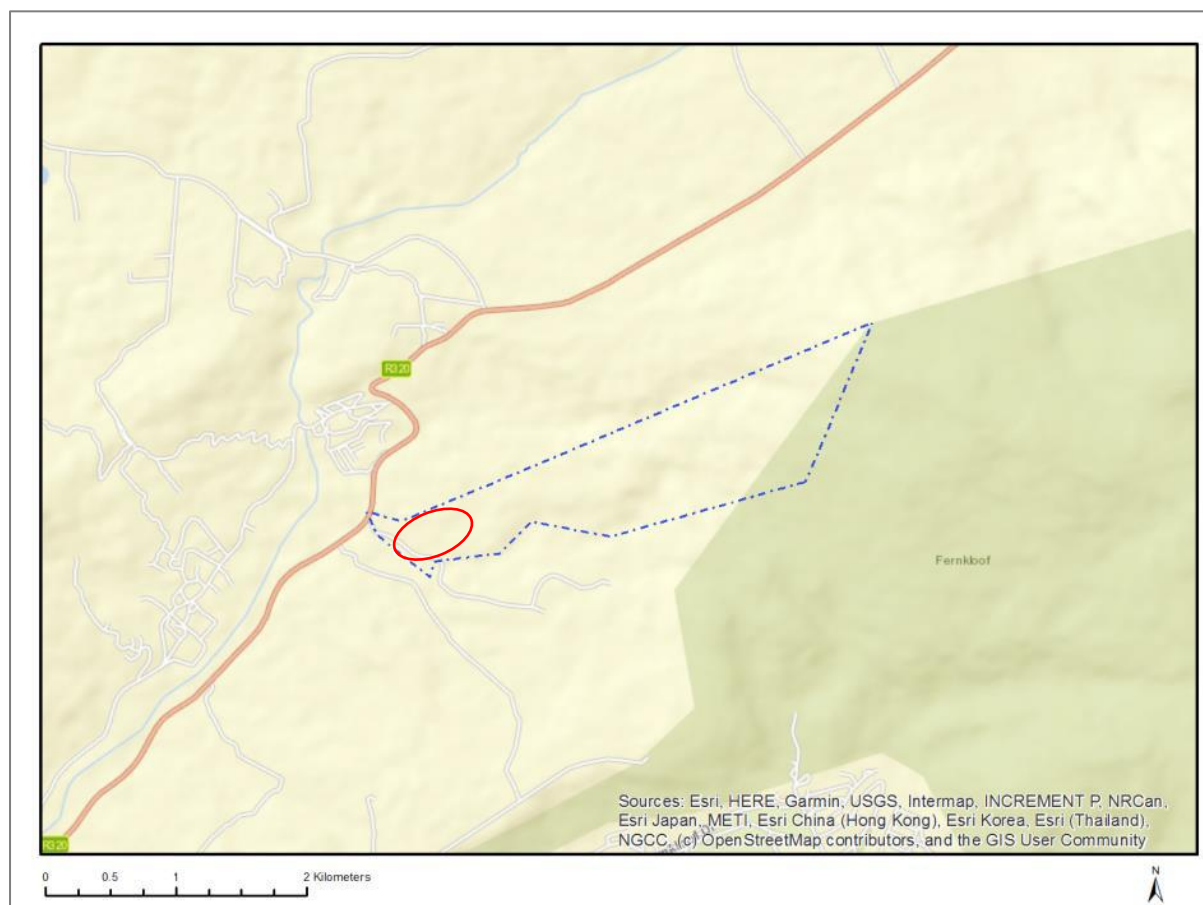 R320
Fernkloof
Sources: Esri, HERE, Garmin, USGS, Intermap, INCREMENT P, NRCan,
Esri Japan, METI, Esri China (Hong Kong), Esri Korea, Esri (Thailand),
NGCC, (c) OpenStreetMap contributors, and the GIS User Community
R320
0 0.5 1 2 Kilometers
N